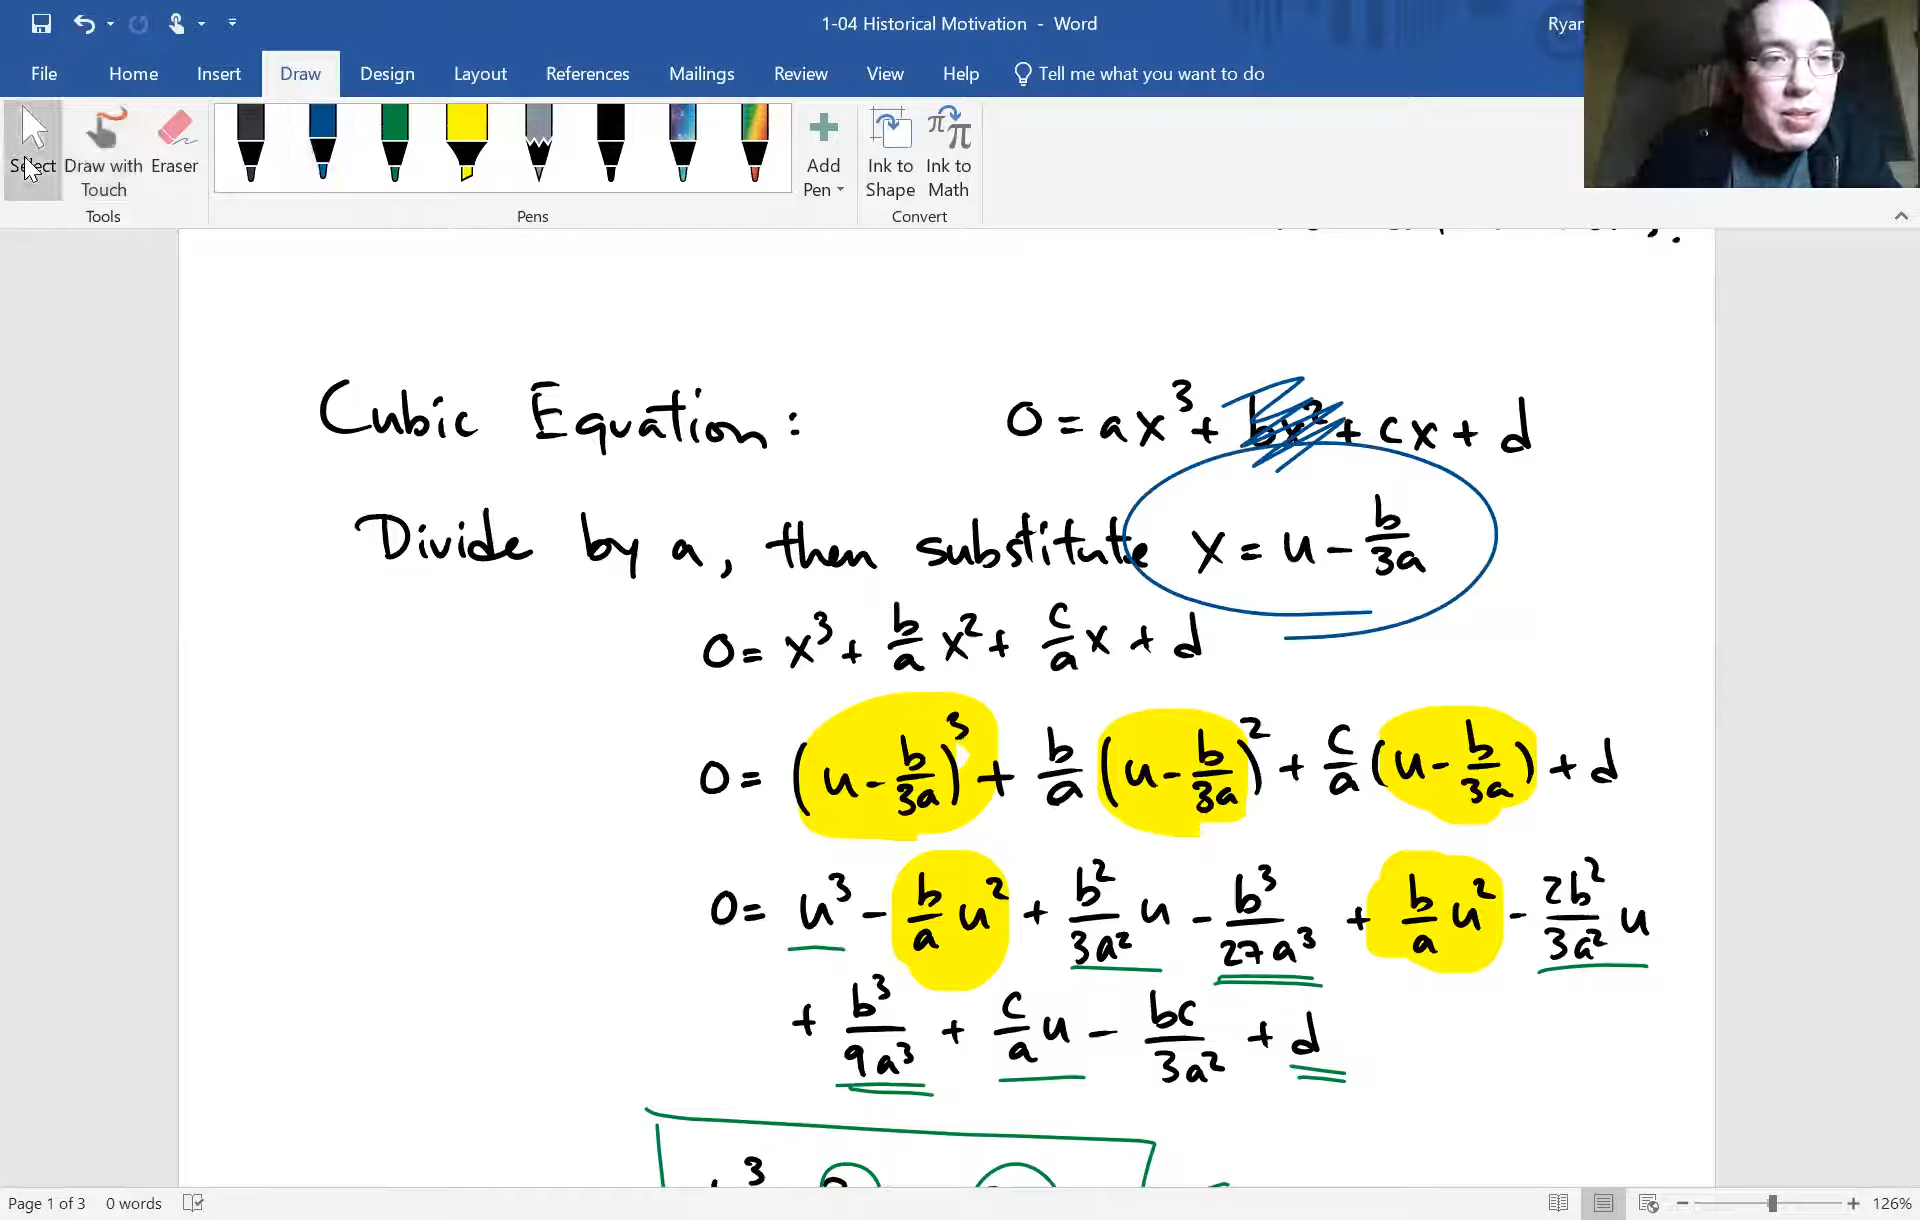 1-04 Historical Motivation - Word
Ryan
File Home Insert Draw Design Layout References Mailings Review View Help Tell me what you want to do
Select Draw with Touch Eraser Add Pen Ink to Shape Ink to Math
Tools Pens Convert
Cubic Equation: 0 = ax³ + bx² + cx + d
Divide by a, then substitute x = u - b/3a
0 = x³ + b/a x² + c/a x + d
0 = (u - b/3a)³ + b/a (u - b/3a)² + c/a (u - b/3a) + d
0 = u³ - b/a u² + b²/3a² u - b³/27a³ + b/a u² - 2b²/3a² u
+ b³/9a³ + c/a u - bc/3a² + d
3
Page 1 of 3 0 words 126%